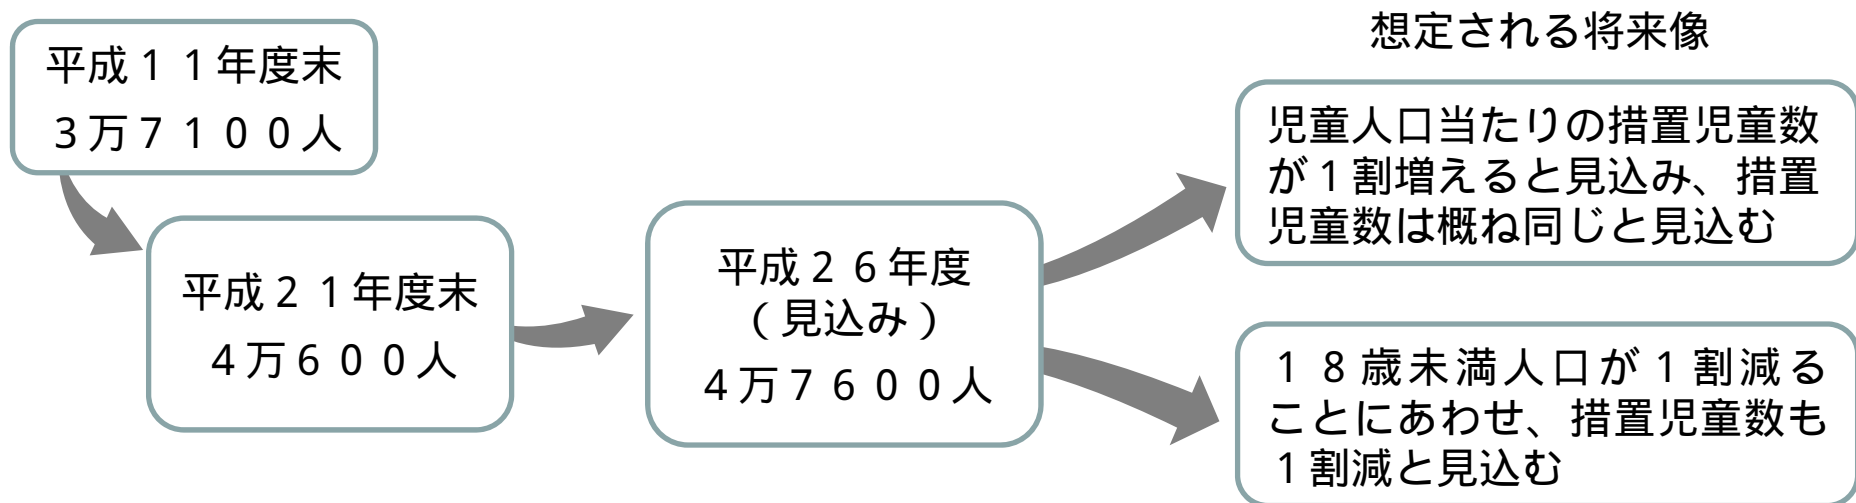 平成１１年度末
３万７１００人
平成２１年度末
４万６００人
平成２６年度
（見込み）
４万７６００人
想定される将来像
児童人口当たりの措置児童数
が１割増えると見込み、措置
児童数は概ね同じと見込む
１８歳未満人口が１割減る
ことにあわせ、措置児童数も
１割減と見込む